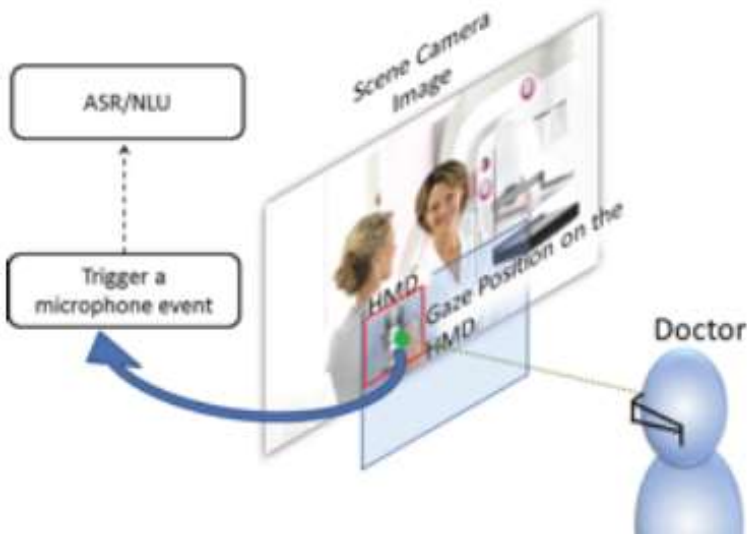 Scene Camera
Image
ASR/NLU
Trigger a
microphone event
HMD
Gaze Position on the
HMD
Doctor